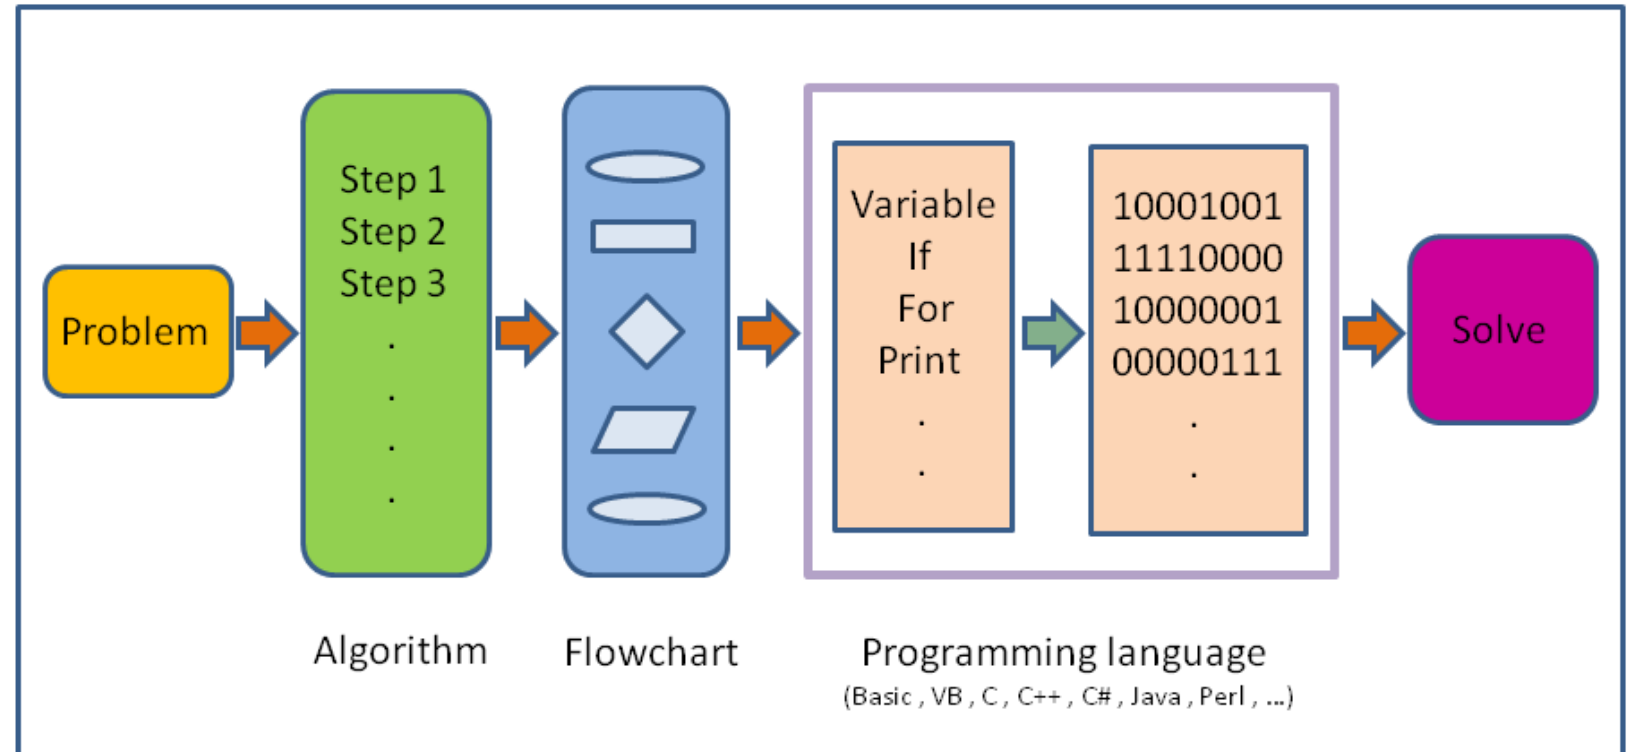 Problem
Step 1
Step 2
Step 3
.
.
.
.
Variable
If
For
Print
.
.
10001001
11110000
10000001
00000111
.
.
Solve
Algorithm
Flowchart
Programming language
(Basic , VB , C , C++ , C# , Java , Perl , ...)